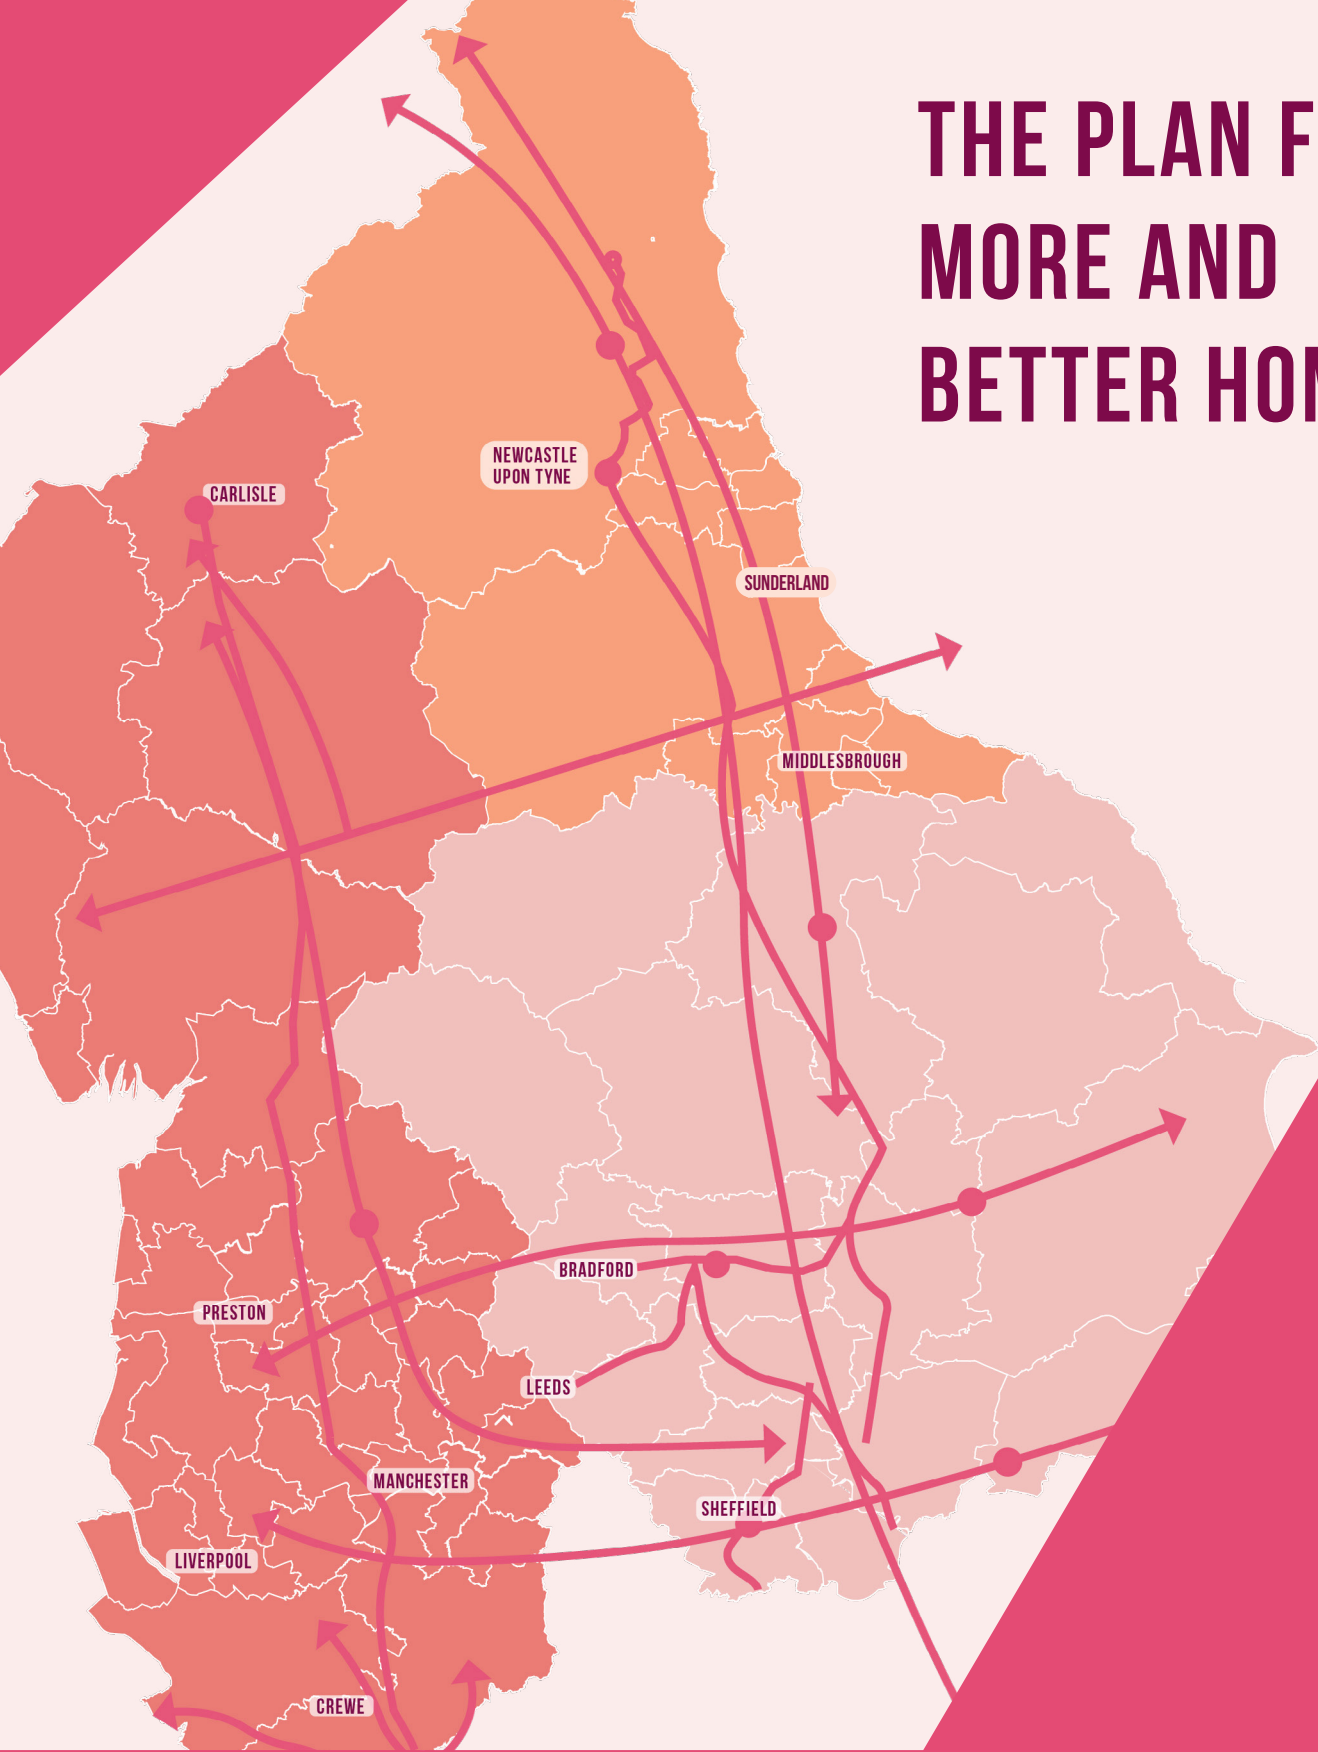 THE PLAN F
MORE AND
BETTER HO
NEWCASTLE
UPON TYNE
CARLISLE
SUNDERLAND
MIDDLESBROUGH
BRADFORD
PRESTON
LEEDS
MANCHESTER
SHEFFIELD
LIVERPOOL
CREWE